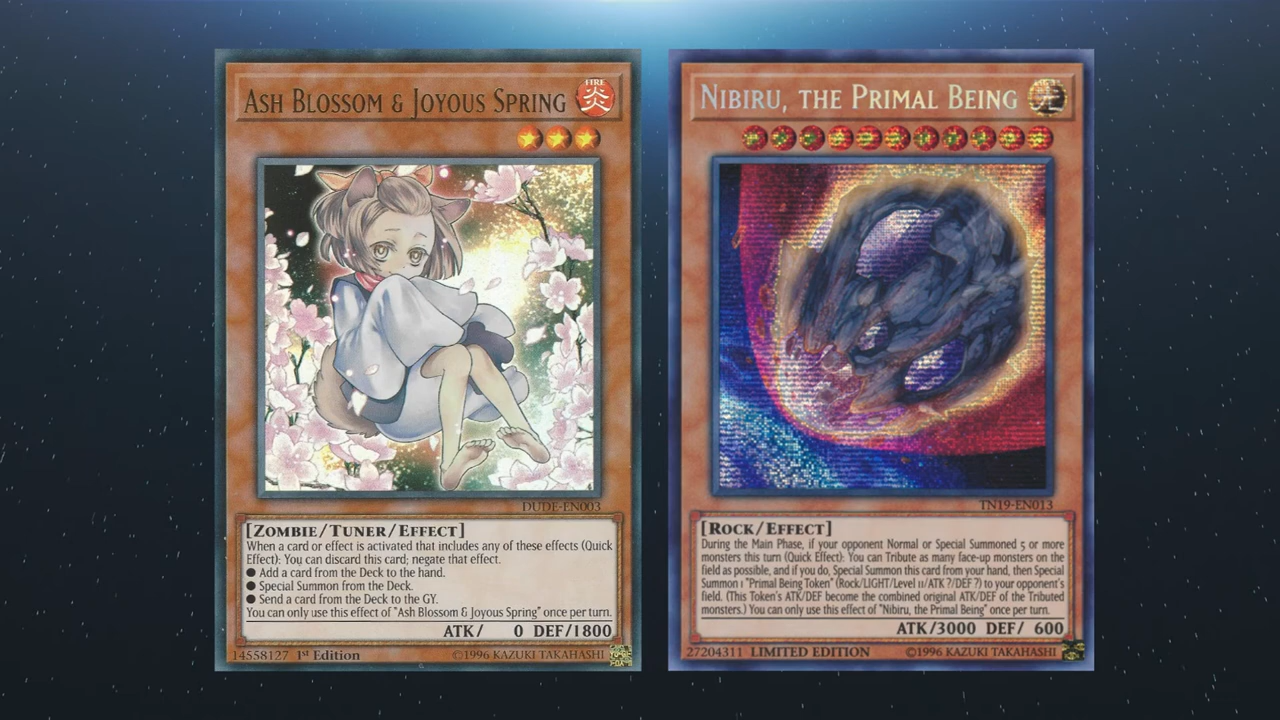 ASH BLOSSOM & JOYOUS SPRING
FIRE
炎
DUDE-EN003
[ZOMBIE/TUNER/EFFECT]
When a card or effect is activated that includes any of these effects (Quick
Effect): You can discard this card; negate that effect.
● Add a card from the Deck to the hand.
● Special Summon from the Deck.
● Send a card from the Deck to the GY.
You can only use this effect of "Ash Blossom & Joyous Spring" once per turn.
ATK/ 0 DEF/1800
14558127 1st Edition ©1996 KAZUKI TAKAHASHI
NIBIRU, THE PRIMAL BEING
光
TN19-EN013
[ROCK/EFFECT]
During the Main Phase, if your opponent Normal or Special Summoned 5 or more
monsters this turn (Quick Effect): You can Tribute as many face-up monsters on the
field as possible, and if you do, Special Summon this card from your hand, then Special
Summon 1 "Primal Being Token" (Rock/LIGHT/Level 11/ATK ?/DEF ?) to your opponent's
field. (This Token's ATK/DEF become the combined original ATK/DEF of the Tributed
monsters.) You can only use this effect of "Nibiru, the Primal Being" once per turn.
ATK/3000 DEF/ 600
27204311 LIMITED EDITION ©1996 KAZUKI TAKAHASHI